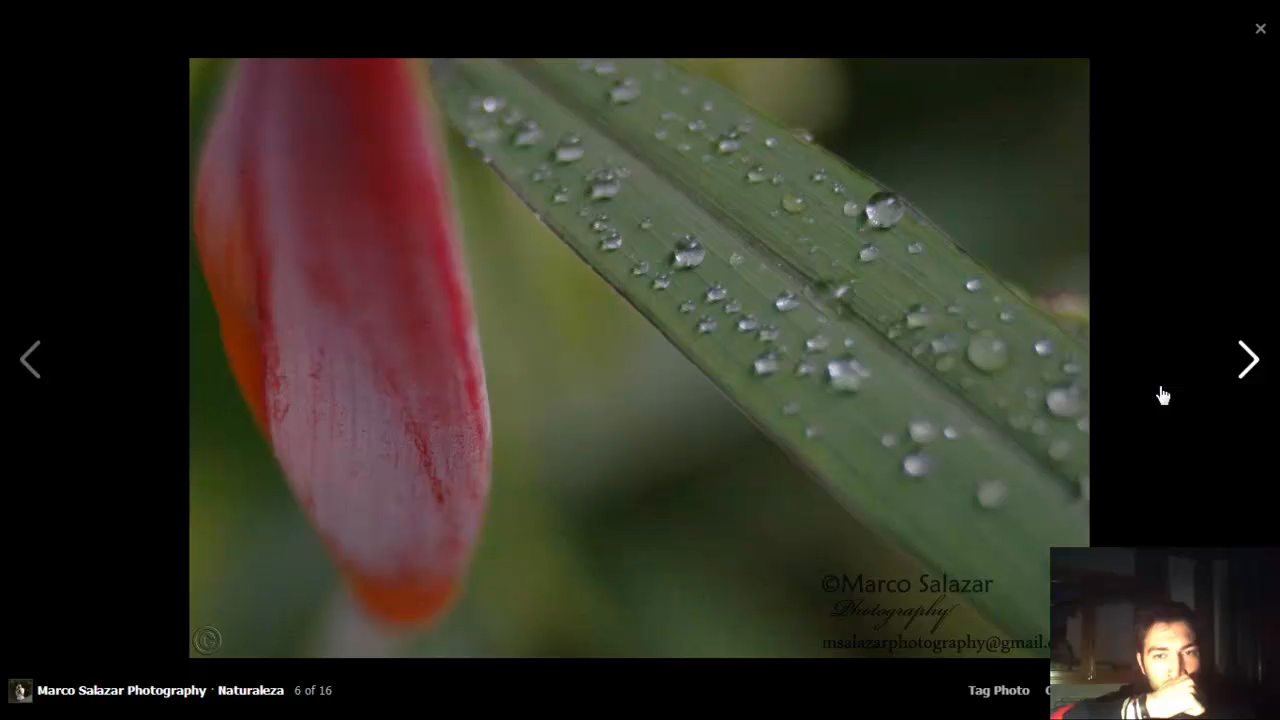 ©Marco Salazar
Photography
msalazarphotography@gmail.c
Marco Salazar Photography · Naturaleza 6 of 16
Tag Photo